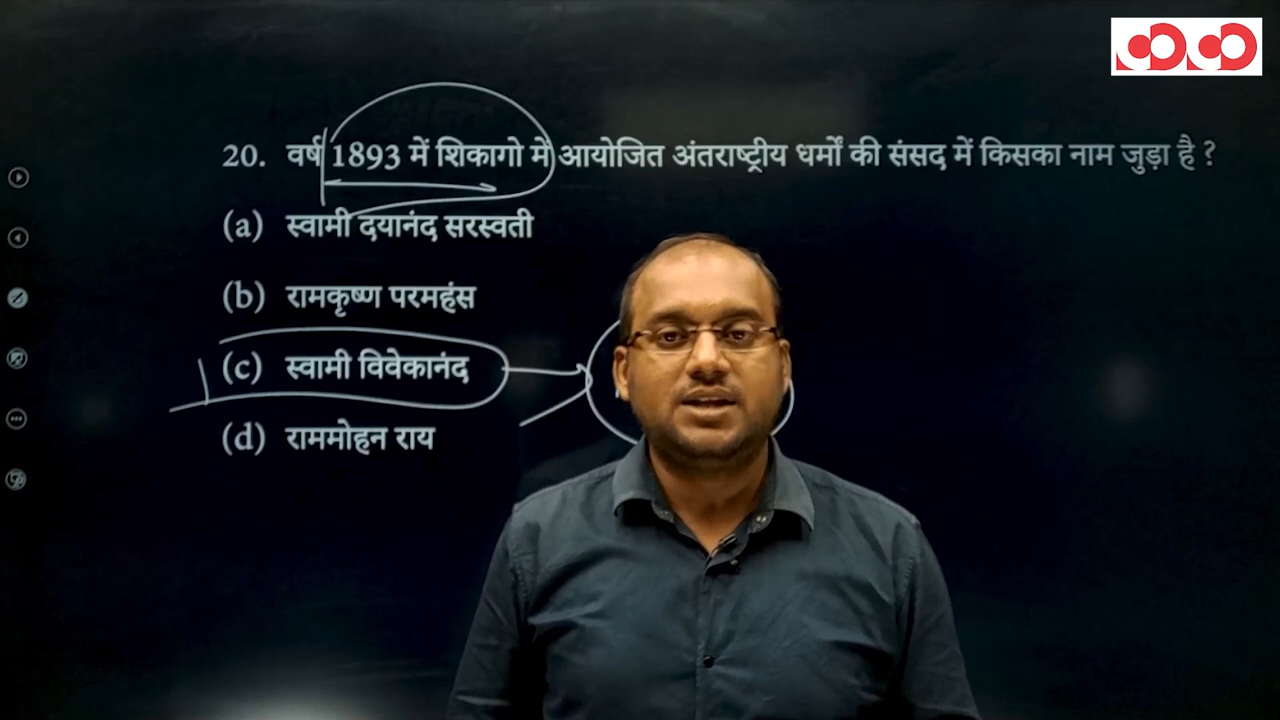 20. वर्ष 1893 में शिकागो में आयोजित अंतराष्ट्रीय धर्मों की संसद में किसका नाम जुड़ा है ?
(a) स्वामी दयानंद सरस्वती
(b) रामकृष्ण परमहंस
(c) स्वामी विवेकानंद
(d) राममोहन राय